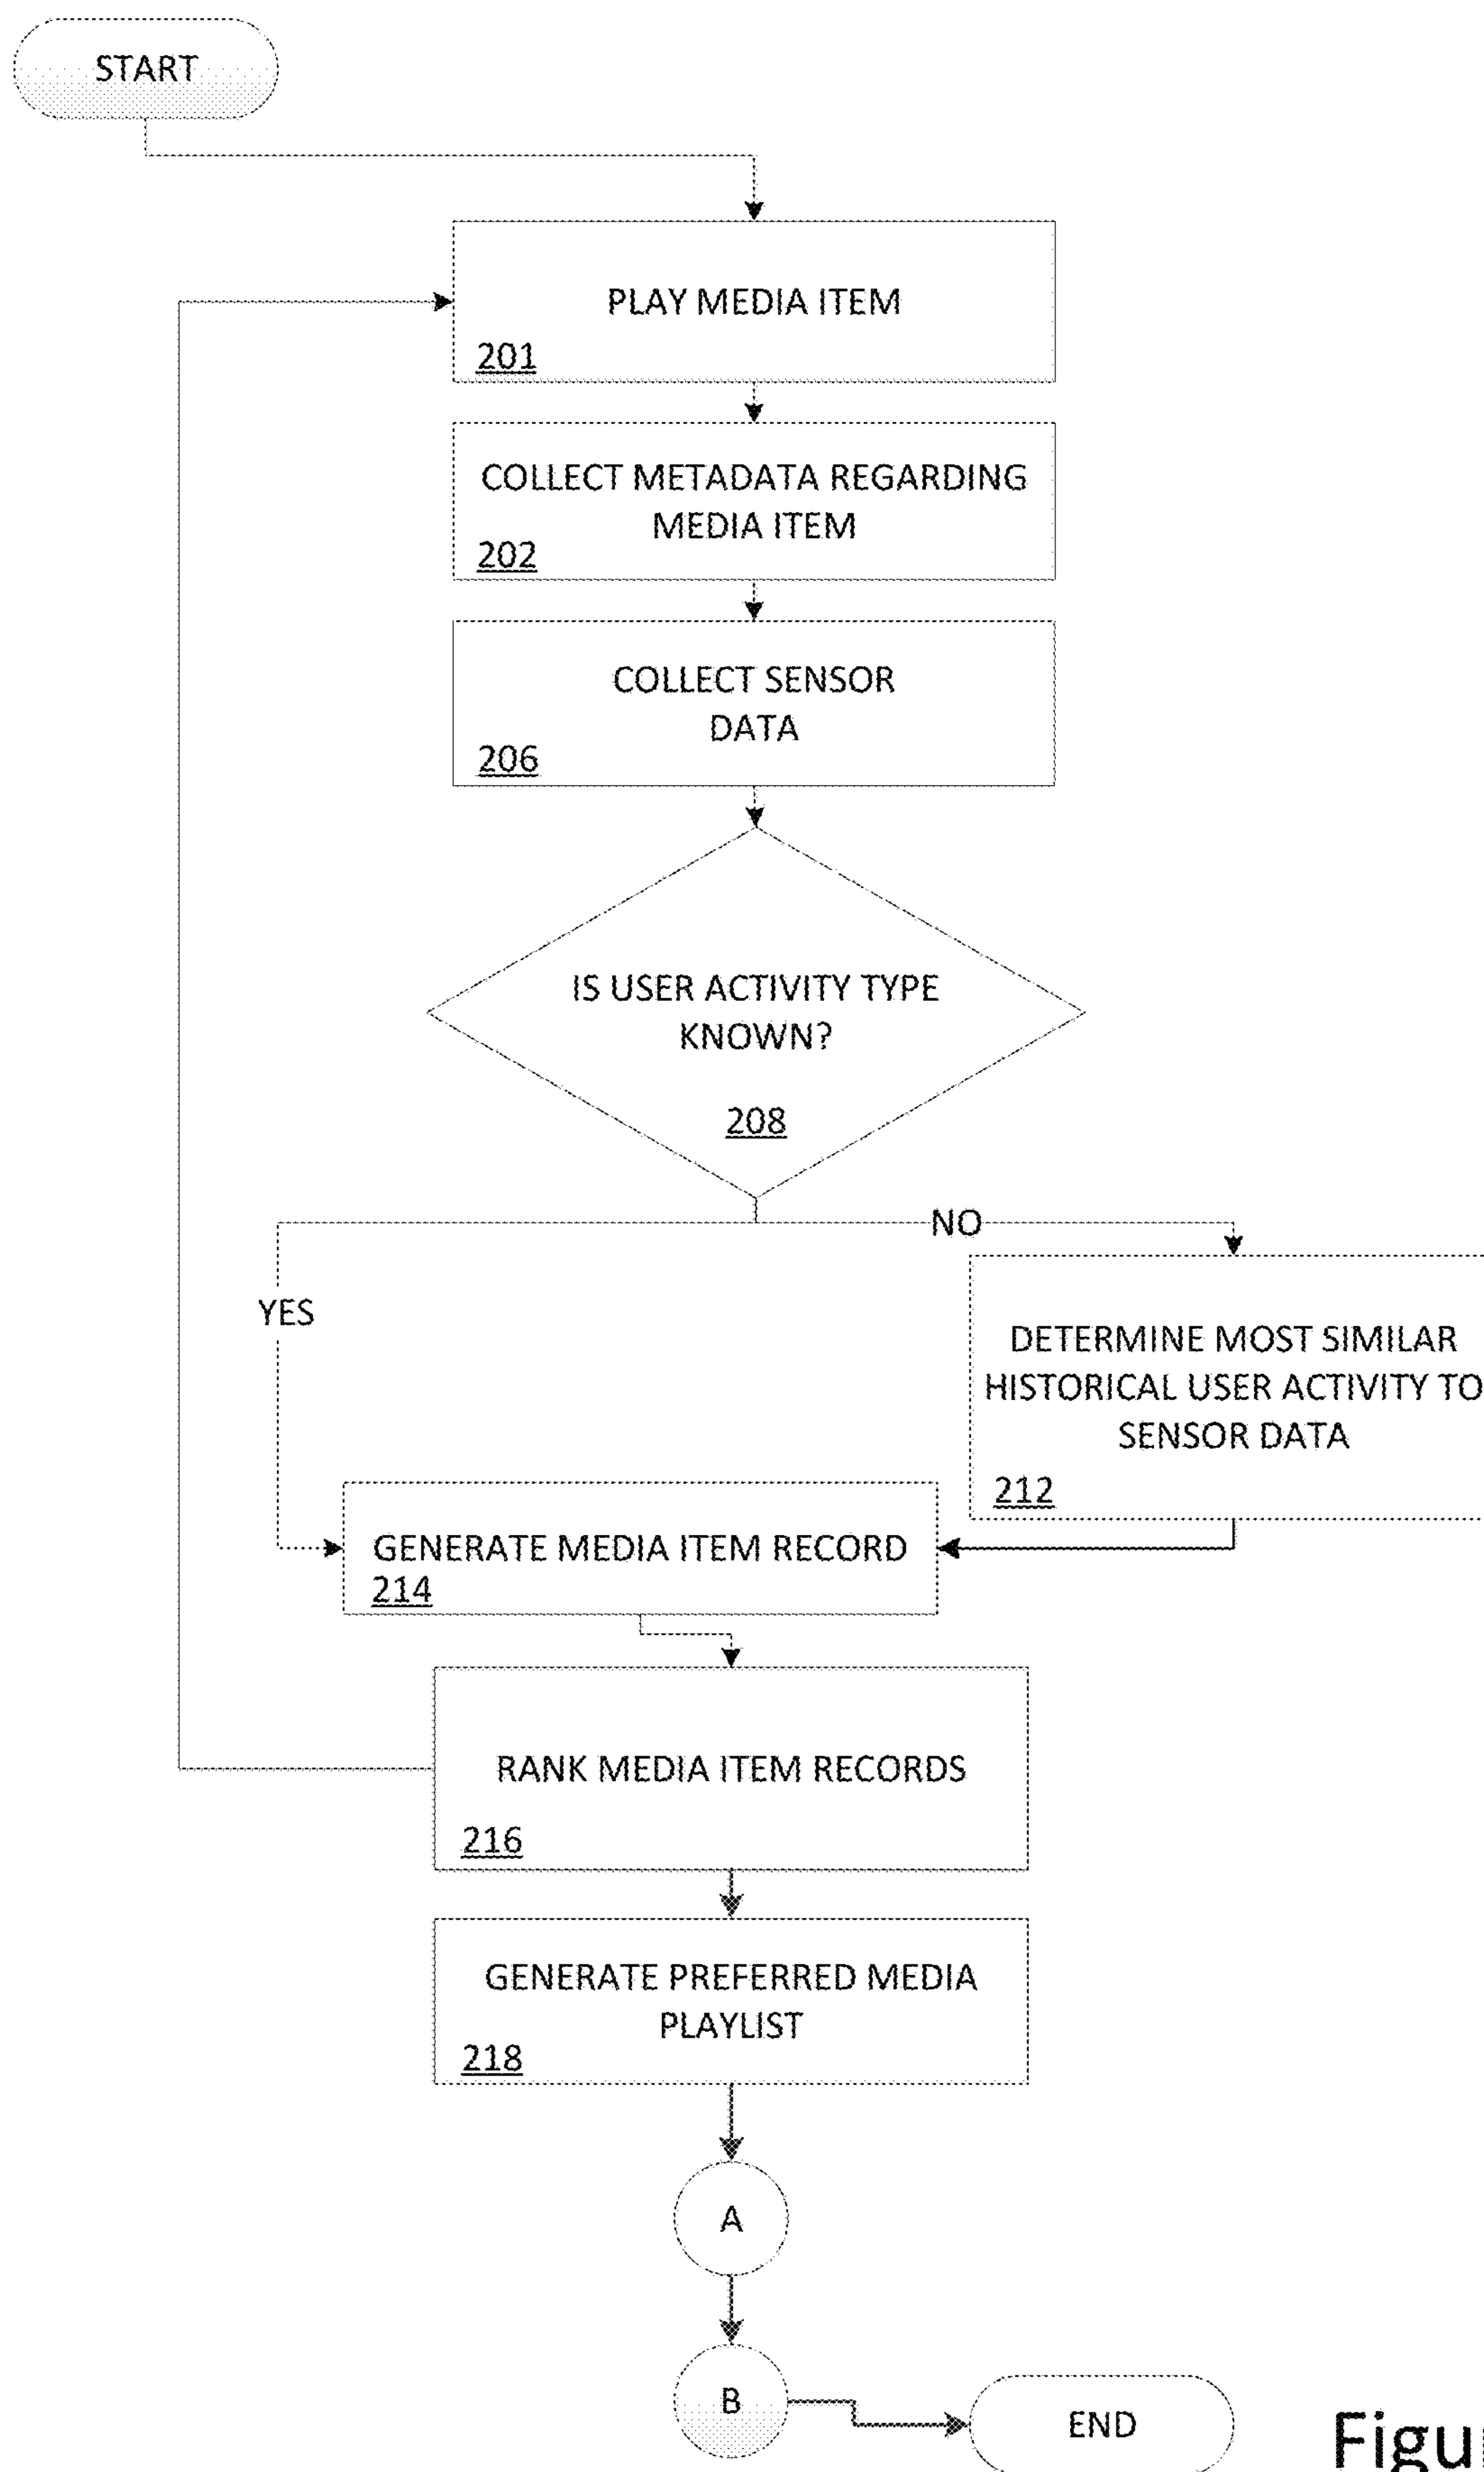 START
PLAY MEDIA ITEM
201
COLLECT METADATA REGARDING
MEDIA ITEM
202
COLLECT SENSOR
DATA
206
IS USER ACTIVITY TYPE
KNOWN?
208
NO
YES
DETERMINE MOST SIMILAR
HISTORICAL USER ACTIVITY TO
SENSOR DATA
212
GENERATE MEDIA ITEM RECORD
214
RANK MEDIA ITEM RECORDS
216
GENERATE PREFERRED MEDIA
PLAYLIST
218
A
B
END